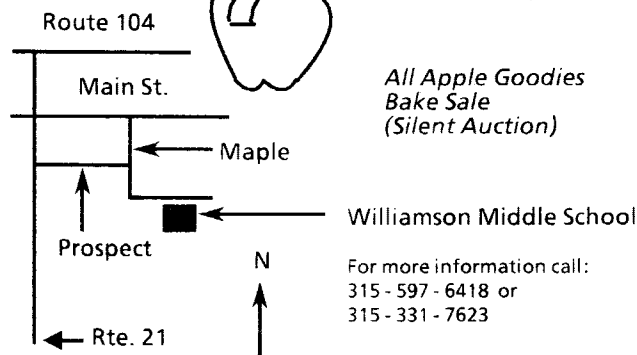 Route 104
Main St.
All Apple Goodies
Bake Sale
(Silent Auction)
Maple
Williamson Middle School
Prospect
N
For more information call:
315 - 597 - 6418 or
315 - 331 - 7623
Rte. 21